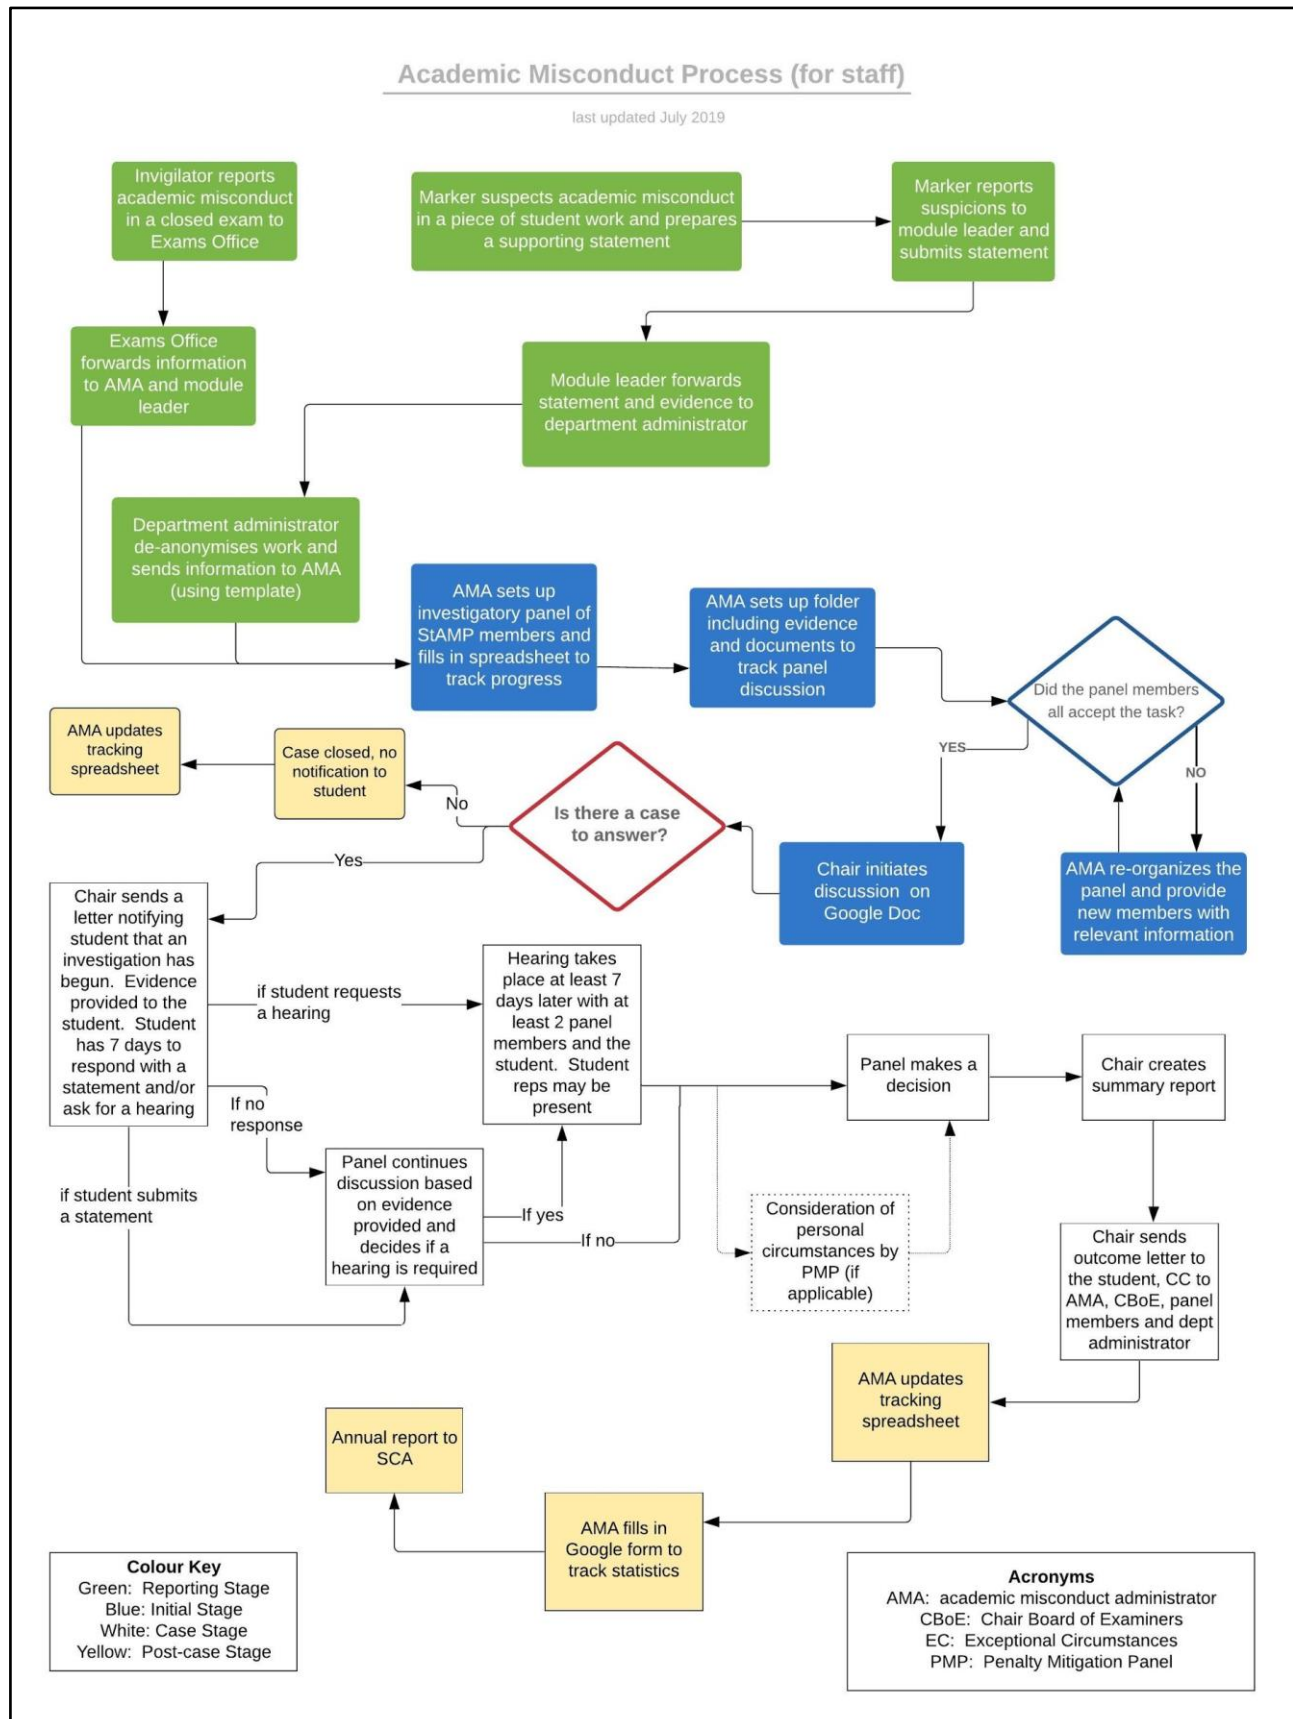 Academic Misconduct Process (for staff)
last updated July 2019
Invigilator reports
academic misconduct
in a closed exam to
Exams Office
Marker suspects academic misconduct
in a piece of student work and prepares
a supporting statement
Marker reports
suspicions to
module leader and
submits statement
Exams Office
forwards information
to AMA and module
leader
Module leader forwards
statement and evidence to
department administrator
Department administrator
de-anonymises work and
sends information to AMA
(using template)
AMA sets up
investigatory panel of
StAMP members and
fills in spreadsheet to
track progress
AMA sets up folder
including evidence
and documents to
track panel
discussion
Did the panel members
all accept the task?
YES
NO
AMA re-organizes the
panel and provide
new members with
relevant information
Chair initiates
discussion on
Google Doc
Is there a case
to answer?
No
Case closed, no
notification to
student
AMA updates
tracking
spreadsheet
Yes
Chair sends a
letter notifying
student that an
investigation has
begun. Evidence
provided to the
student. Student
has 7 days to
respond with a
statement and/or
ask for a hearing
if student requests
a hearing
Hearing takes
place at least 7
days later with at
least 2 panel
members and the
student. Student
reps may be
present
If no
response
if student submits
a statement
Panel continues
discussion based
on evidence
provided and
decides if a
hearing is required
If yes
If no
Panel makes a
decision
Consideration of
personal
circumstances by
PMP (if
applicable)
Chair creates
summary report
Chair sends
outcome letter to
the student, CC to
AMA, CBoE, panel
members and dept
administrator
AMA updates
tracking
spreadsheet
AMA fills in
Google form to
track statistics
Annual report to
SCA
Colour Key
Green: Reporting Stage
Blue: Initial Stage
White: Case Stage
Yellow: Post-case Stage
Acronyms
AMA: academic misconduct administrator
CBoE: Chair Board of Examiners
EC: Exceptional Circumstances
PMP: Penalty Mitigation Panel